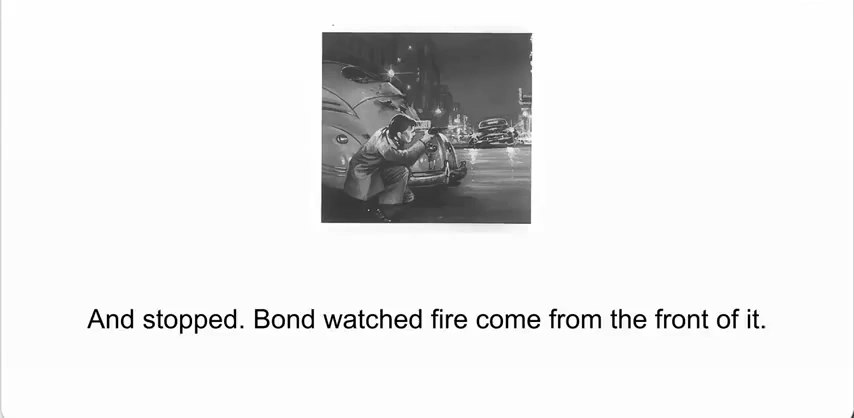 And stopped. Bond watched fire come from the front of it.